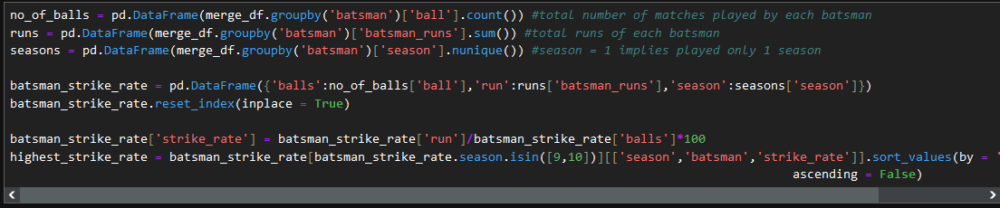 no_of_balls = pd.DataFrame(merge_df.groupby('batsman')['ball'].count()) #total number of matches played by each batsman
runs = pd.DataFrame(merge_df.groupby('batsman')['batsman_runs'].sum()) #total runs of each batsman
seasons = pd.DataFrame(merge_df.groupby('batsman')['season'].nunique()) #season = 1 implies played only 1 season
batsman_strike_rate = pd.DataFrame({'balls':no_of_balls['ball'],'run':runs['batsman_runs'],'season':seasons['season']})
batsman_strike_rate.reset_index(inplace = True)
batsman_strike_rate['strike_rate'] = batsman_strike_rate['run']/batsman_strike_rate['balls']*100
highest_strike_rate = batsman_strike_rate[batsman_strike_rate.season.isin([9,10])][['season','batsman','strike_rate']].sort_values(by = '
ascending = False)